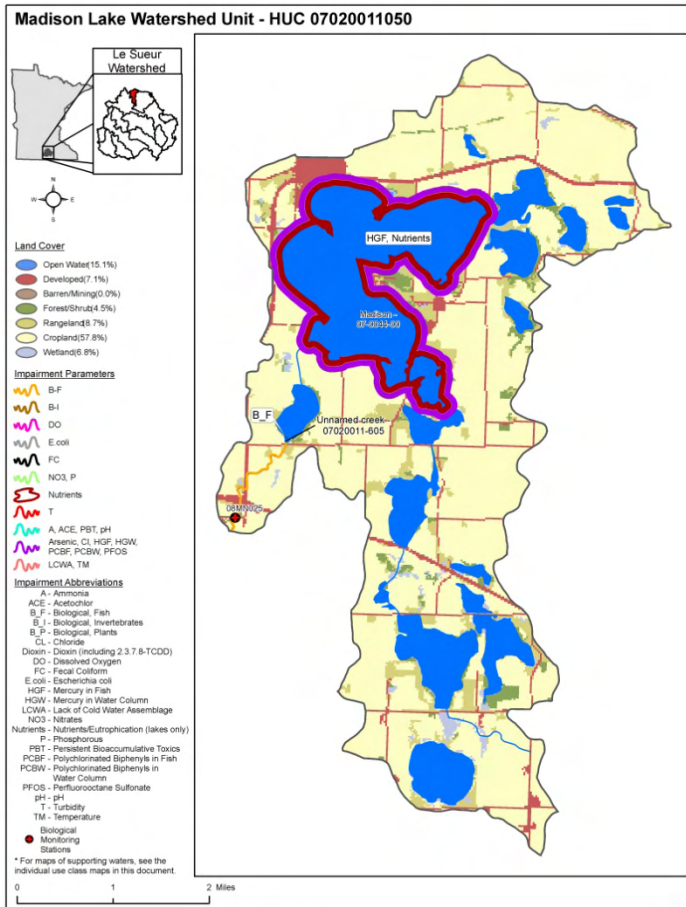 Madison Lake Watershed Unit - HUC 07020011050
Le Sueur
Watershed
N
W
E
S
Land Cover
Open Water(15.1%)
Developed(7.1%)
Barren/Mining(0.0%)
Forest/Shrub(4.5%)
Rangeland(8.7%)
Cropland(57.8%)
Wetland(6.8%)
Impairment Parameters
B-F
B-I
DO
E.coli
FC
NO3, P
Nutrients
T
A, ACE, PBT, pH
Arsenic, Cl, HGF, HGW,
PCBF, PCBW, PFOS
LCWA, TM
Impairment Abbreviations
A - Ammonia
ACE - Acetochlor
B_F - Biological, Fish
B_I - Biological, Invertebrates
B_P - Biological, Plants
CL - Chloride
Dioxin - Dioxin (including 2.3.7.8-TCDD)
DO - Dissolved Oxygen
FC - Fecal Coliform
E.coli - Escherichia coli
HGF - Mercury in Fish
HGW - Mercury in Water Column
LCWA - Lack of Cold Water Assemblage
NO3 - Nitrates
Nutrients - Nutrients/Eutrophication (lakes only)
P - Phosphorous
PBT - Persistent Bioaccumulative Toxics
PCBF - Polychlorinated Biphenyls in Fish
PCBW - Polychlorinated Biphenyls in
Water Column
PFOS - Perfluorooctane Sulfonate
pH - pH
T - Turbidity
TM - Temperature
Biological
Monitoring
Stations
* For maps of supporting waters, see the
individual use class maps in this document.
0 1 2 Miles
HGF, Nutrients
Madison -
07-0044-00
B_F
Unnamed creek
07020011-605
08MN025